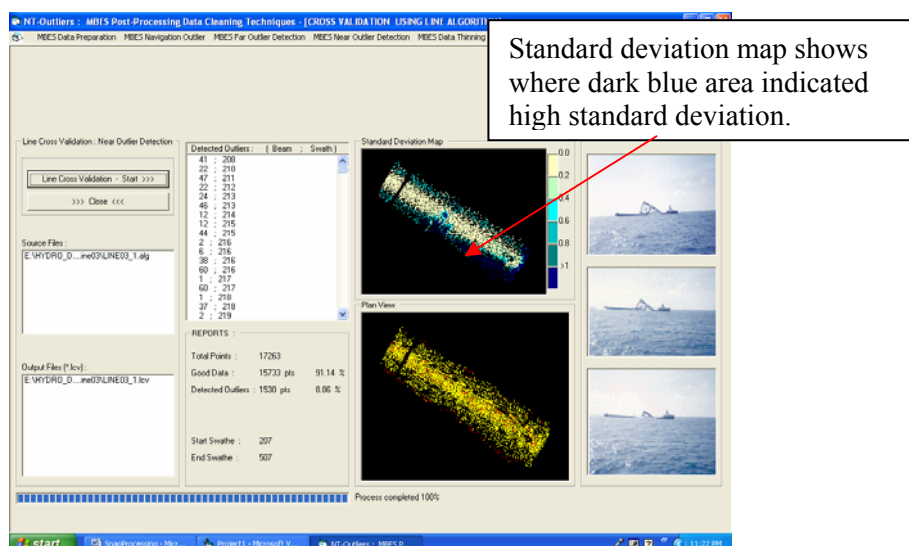 NT-Outliers : MBES Post-Processing Data Cleaning Techniques - [CROSS VALIDATION USING LINE
MBES Data Preparation MBES Navigation Outlier MBES Far Outlier Detection MBES Near Outlier Detection MBES Data Thinning
Standard deviation map shows
where dark blue area indicated
high standard deviation.
Line Cross Validation : Near Outlier Detection
Line Cross Validation - Start >>>
>>> Close <<<
Source Files :
E:\HYDRO_D....ine03\LINE03_1.alg
Output Files (*.lcv) :
E:\HYDRO_D...ine03\LINE03_1.lcv
Detected Outliers : ( Beam ; Swath )
41 ; 208
22 ; 210
47 ; 211
22 ; 212
24 ; 213
46 ; 213
12 ; 214
12 ; 215
44 ; 215
2 ; 216
6 ; 216
38 ; 216
60 ; 216
1 ; 217
60 ; 217
1 ; 218
37 ; 218
2 ; 219
REPORTS :
Total Points : 17263
Good Data : 15733 pts 91.14 %
Detected Outliers : 1530 pts 8.86 %
Start Swathe : 207
End Swathe : 507
Standard Deviation Map
0.0
0.2
0.4
0.6
0.8
>1
Plan View
Process completed 100%
start
SnapProcessing - Micr...
Project1 - Microsoft V...
NT-Outliers : MBES P...
11:22 PM